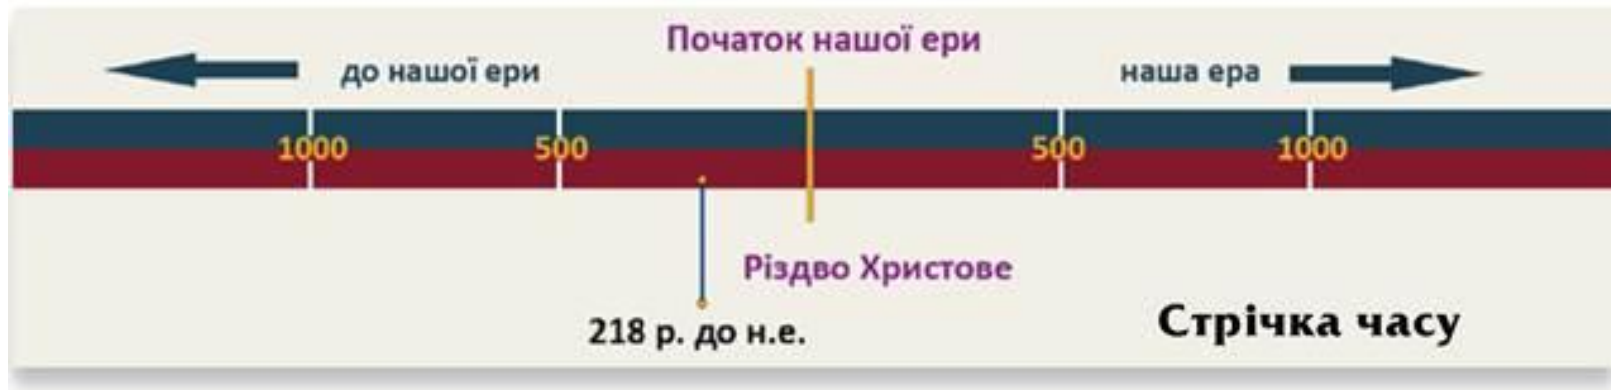 Початок нашої ери
до нашої ери
наша ера
1000 500 500 1000
Різдво Христове
218 р. до н.е.
Стрічка часу